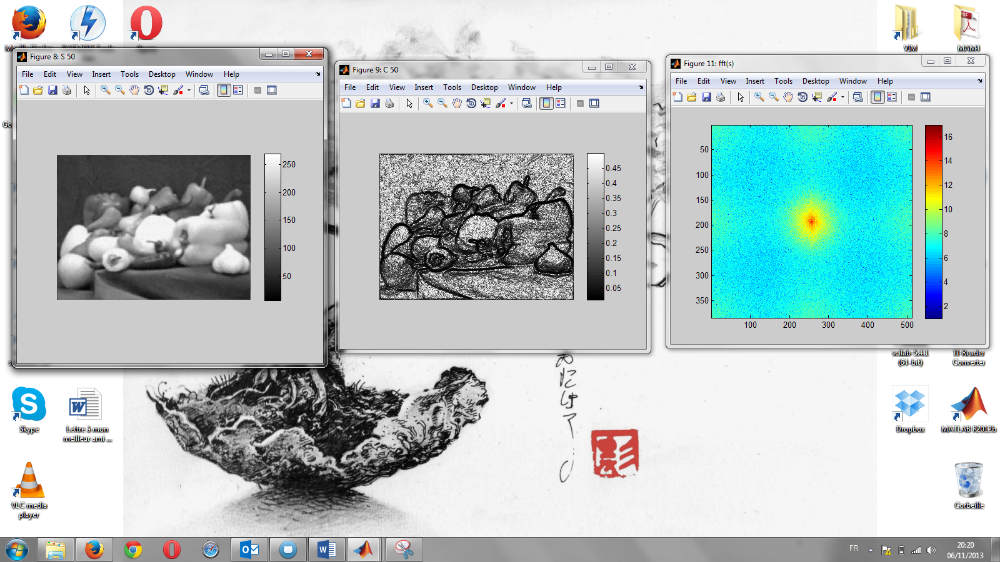 VIM
MAM4
Figure 8: S 50
File Edit View Insert Tools Desktop Window Help
250
200
150
100
50
Figure 9: C 50
File Edit View Insert Tools Desktop Window Help
0.45
0.4
0.35
0.3
0.25
0.2
0.15
0.1
0.05
Figure 11: fft(s)
File Edit View Insert Tools Desktop Window Help
50
100
150
200
250
300
350
100 200 300 400 500
16
14
12
10
8
6
4
2
scilab-5.4.1
(64-bit)
TI-Reader
Converter
Skype
Lettre à mon
meilleur ami ...
Dropbox
MATLAB R2012b
VLC media
player
Corbeille
FR
20:20
06/11/2013